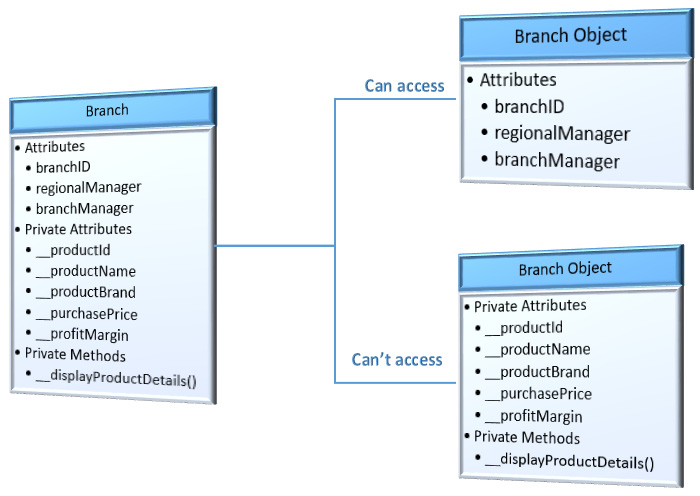 Branch
• Attributes
• branchID
• regionalManager
• branchManager
• Private Attributes
• __productId
• __productName
• __productBrand
• __purchasePrice
• __profitMargin
• Private Methods
• __displayProductDetails()
Can access
Branch Object
• Attributes
• branchID
• regionalManager
• branchManager
Can't access
Branch Object
• Private Attributes
• __productId
• __productName
• __productBrand
• __purchasePrice
• __profitMargin
• Private Methods
• __displayProductDetails()